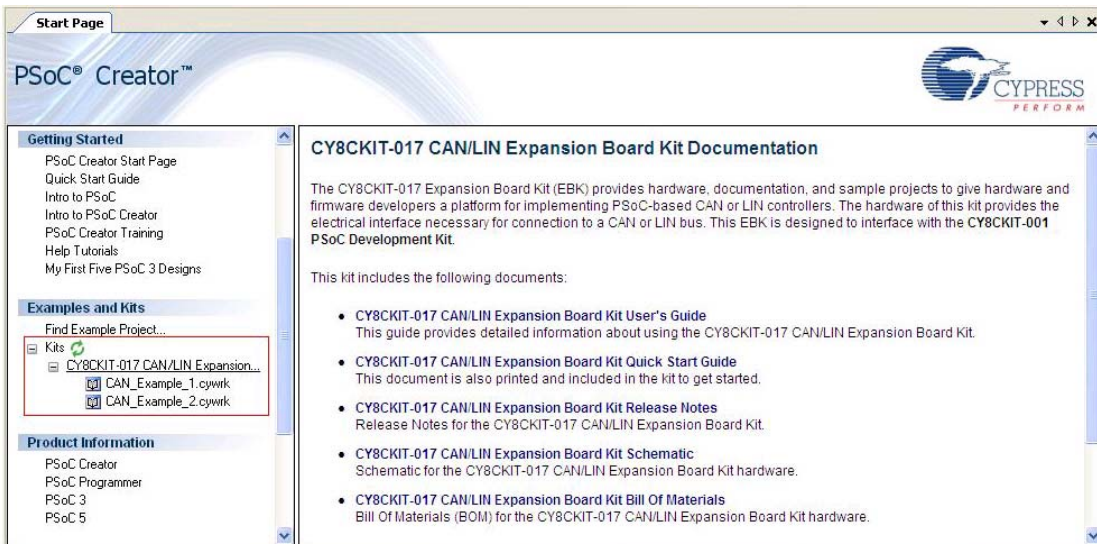 Start Page
PSoC® Creator™
CYPRESS
PERFORM
Getting Started
PSoC Creator Start Page
Quick Start Guide
Intro to PSoC
Intro to PSoC Creator
PSoC Creator Training
Help Tutorials
My First Five PSoC 3 Designs
Examples and Kits
Find Example Project...
Kits
CY8CKIT-017 CAN/LIN Expansion...
CAN_Example_1.cywrk
CAN_Example_2.cywrk
Product Information
PSoC Creator
PSoC Programmer
PSoC 3
PSoC 5
CY8CKIT-017 CAN/LIN Expansion Board Kit Documentation
The CY8CKIT-017 Expansion Board Kit (EBK) provides hardware, documentation, and sample projects to give hardware and
firmware developers a platform for implementing PSoC-based CAN or LIN controllers. The hardware of this kit provides the
electrical interface necessary for connection to a CAN or LIN bus. This EBK is designed to interface with the CY8CKIT-001
PSoC Development Kit.
This kit includes the following documents:
• CY8CKIT-017 CAN/LIN Expansion Board Kit User's Guide
This guide provides detailed information about using the CY8CKIT-017 CAN/LIN Expansion Board Kit.
• CY8CKIT-017 CAN/LIN Expansion Board Kit Quick Start Guide
This document is also printed and included in the kit to get started.
• CY8CKIT-017 CAN/LIN Expansion Board Kit Release Notes
Release Notes for the CY8CKIT-017 CAN/LIN Expansion Board Kit.
• CY8CKIT-017 CAN/LIN Expansion Board Kit Schematic
Schematic for the CY8CKIT-017 CAN/LIN Expansion Board Kit hardware.
• CY8CKIT-017 CAN/LIN Expansion Board Kit Bill Of Materials
Bill Of Materials (BOM) for the CY8CKIT-017 CAN/LIN Expansion Board Kit hardware.